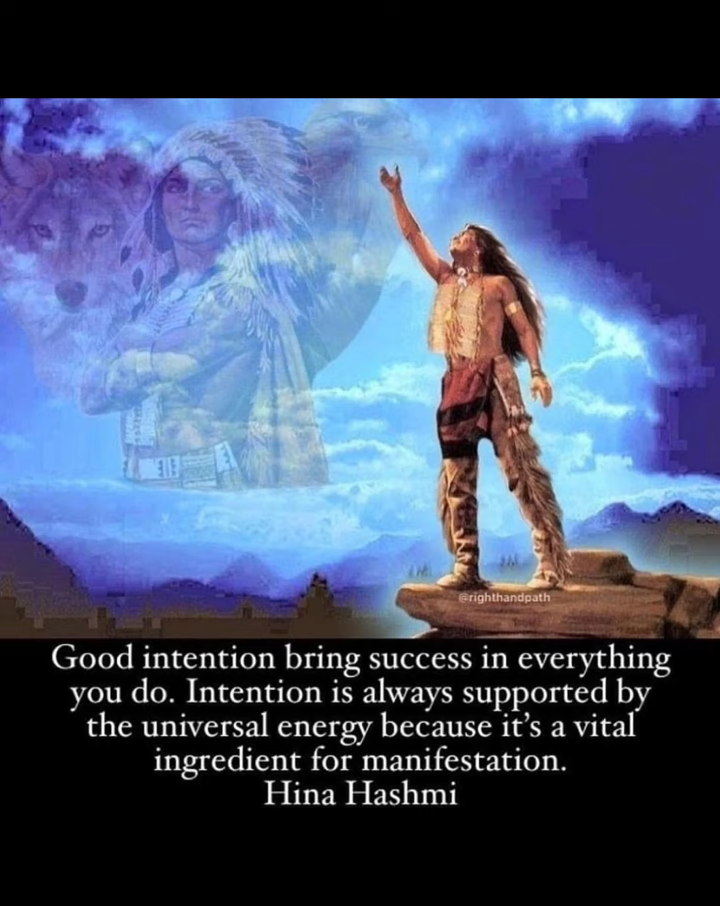 @righthandpath
Good intention bring success in everything
you do. Intention is always supported by
the universal energy because it's a vital
ingredient for manifestation.
Hina Hashmi